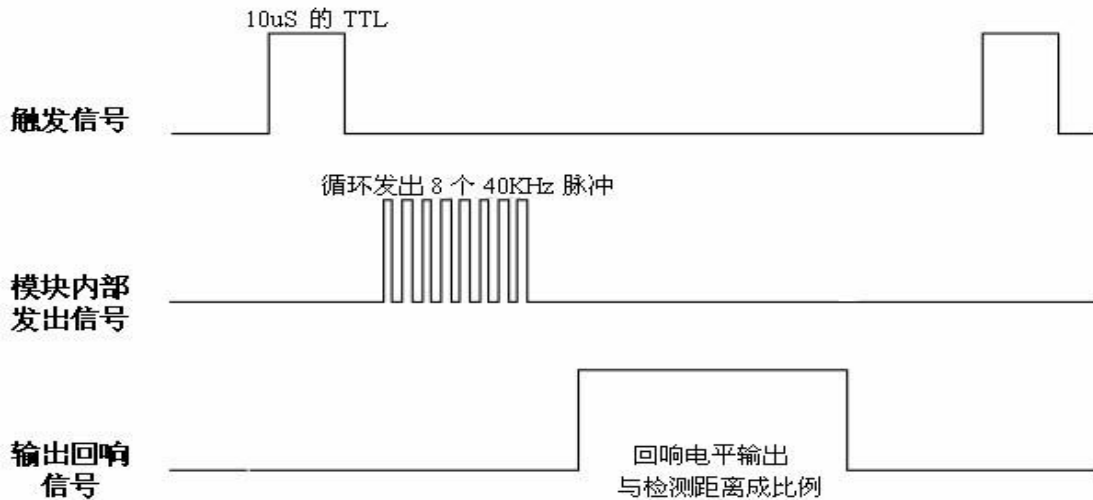 10uS 的 TTL
触发信号
循环发出 8 个 40KHz 脉冲
模块内部
发出信号
输出回响
信号
回响电平输出
与检测距离成比例